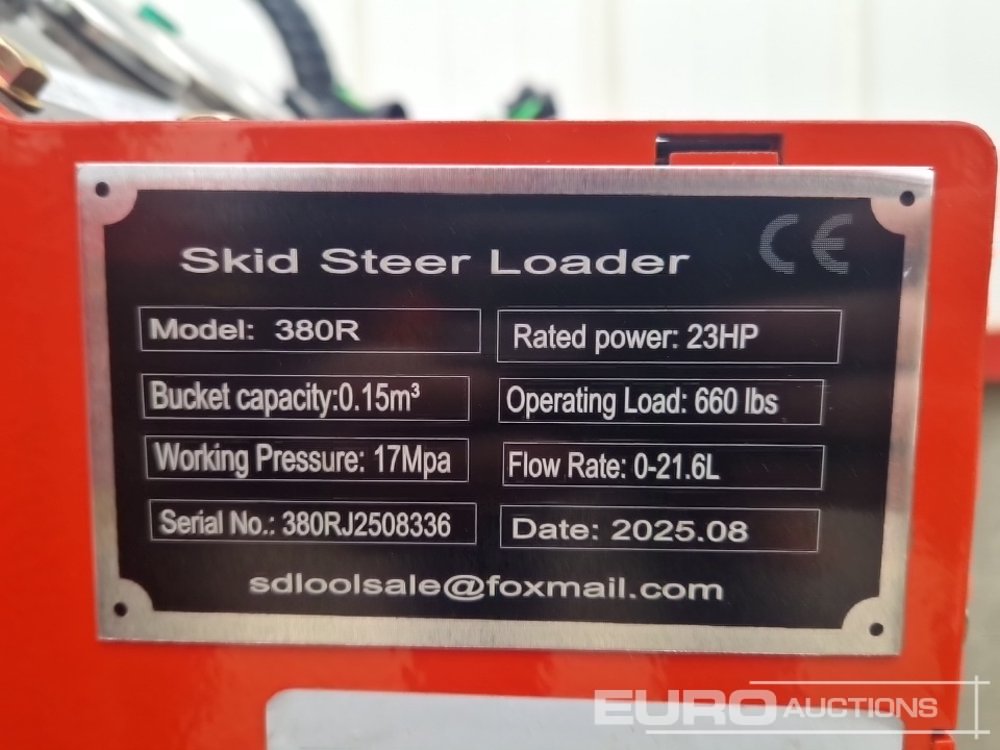 CE
Skid Steer Loader
Model: 380R
Rated power: 23HP
Bucket capacity:0.15m³
Operating Load: 660 lbs
Working Pressure: 17Mpa
Flow Rate: 0-21.6L
Serial No.: 380RJ2508336
Date: 2025.08
sdloolsale@foxmail.com
EURO AUCTIONS